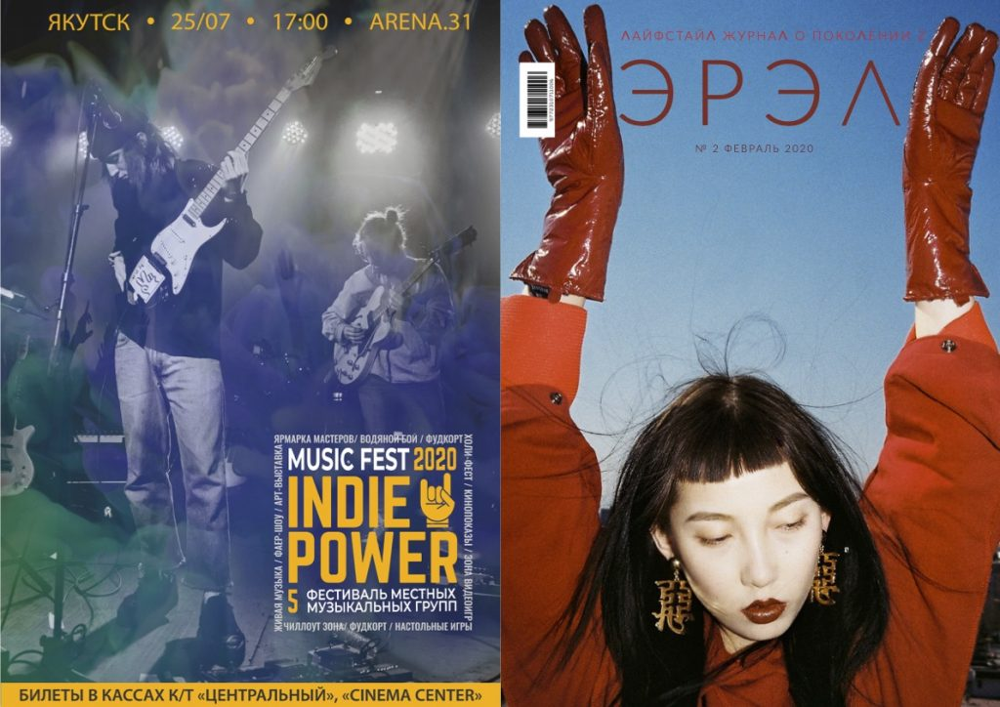 ЯКУТСК • 25/07 • 17:00 • ARENA.31
ЯРМАРКА МАСТЕРОВ/ ВОДЯНОЙ БОЙ / ФУДКОРТ
ХОЛИ-ФЕСТ / КИНОПОКАЗЫ / ЗОНА ВИДЕОИГР
ЖИВАЯ МУЗЫКА / ФАЕР-ШОУ / АРТ-ВЫСТАВКА
MUSIC FEST 2020
INDIE
POWER
5 ФЕСТИВАЛЬ МЕСТНЫХ
МУЗЫКАЛЬНЫХ ГРУПП
ЧИЛЛОУТ ЗОНА/ ФУДКОРТ / НАСТОЛЬНЫЕ ИГРЫ
БИЛЕТЫ В КАССАХ К/Т «ЦЕНТРАЛЬНЫЙ», «CINEMA CENTER»
ЛАЙФСТАЙЛ ЖУРНАЛ О ПОКОЛЕНИИ Z
ЭРЭЛ
№ 2 ФЕВРАЛЬ 2020